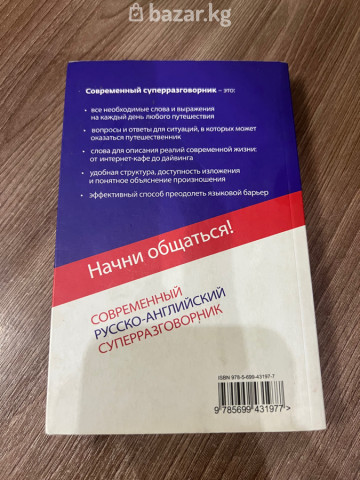 bazar.kg
Современный суперразговорник – это:
• все необходимые слова и выражения
на каждый день любого путешествия
• вопросы и ответы для ситуаций, в которых может
оказаться путешественник
• слова для описания реалий современной жизни:
от интернет-кафе до дайвинга
• удобная структура, доступность изложения
и понятное объяснение произношения
• эффективный способ преодолеть языковой барьер
Начни общаться!
СОВРЕМЕННЫЙ
РУССКО-АНГЛИЙСКИЙ
СУПЕРРАЗГОВОРНИК
ISBN 978-5-699-43197-7
9 785699 431977 >